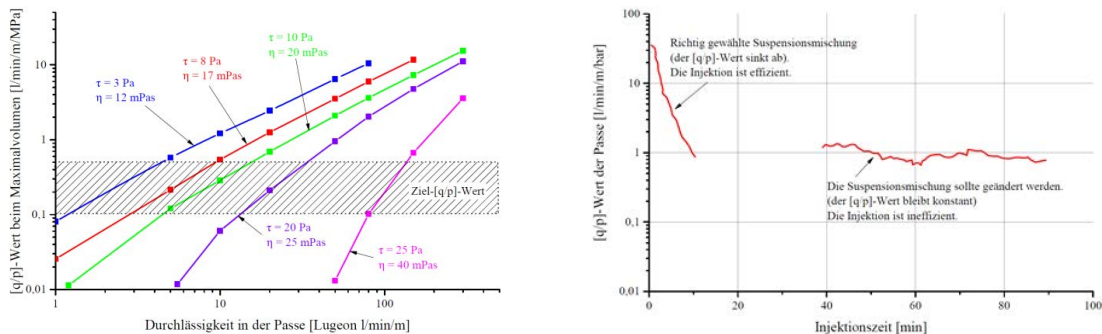 [q/p]-Wert beim Maximalvolumen [l/min/m/MPa]
10
1
0.1
0.01
τ = 3 Pa
η = 12 mPas
τ = 8 Pa
η = 17 mPas
τ = 10 Pa
η = 20 mPas
Ziel-[q/p]-Wert
τ = 20 Pa
η = 25 mPas
τ = 25 Pa
η = 40 mPas
1
10
100
Durchlässigkeit in der Passe [Lugeon l/min/m]
[q/p]-Wert der Passe [l/min/m/bar]
100
10
1
0,1
0,01
Richtig gewählte Suspensionsmischung
(der [q/p]-Wert sinkt ab).
Die Injektion ist effizient.
Die Suspensionsmischung sollte geändert werden.
(der [q/p]-Wert bleibt konstant)
Die Injektion ist ineffizient.
0
20
40
60
80
100
Injektionszeit [min]